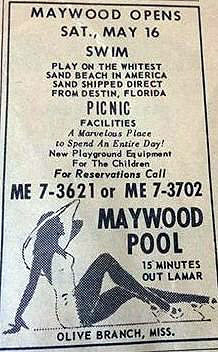 MAYWOOD OPENS
SAT., MAY 16
SWIM
PLAY ON THE WHITEST
SAND BEACH IN AMERICA
SAND SHIPPED DIRECT
FROM DESTIN, FLORIDA
PICNIC
FACILITIES
A Marvelous Place
to Spend An Entire Day!
New Playground Equipment
For The Children
For Reservations Call
ME 7-3621 or ME 7-3702
MAYWOOD
POOL
15 MINUTES
OUT LAMAR
OLIVE BRANCH, MISS.